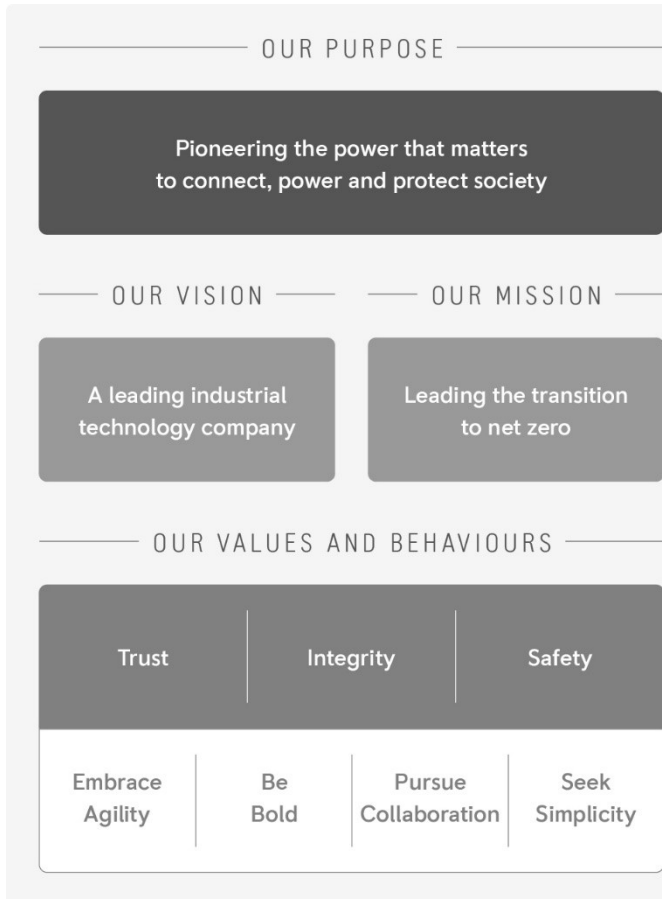 OUR PURPOSE
Pioneering the power that matters
to connect, power and protect society
OUR VISION
OUR MISSION
A leading industrial
technology company
Leading the transition
to net zero
OUR VALUES AND BEHAVIOURS
Trust
Integrity
Safety
Embrace
Agility
Be
Bold
Pursue
Collaboration
Seek
Simplicity